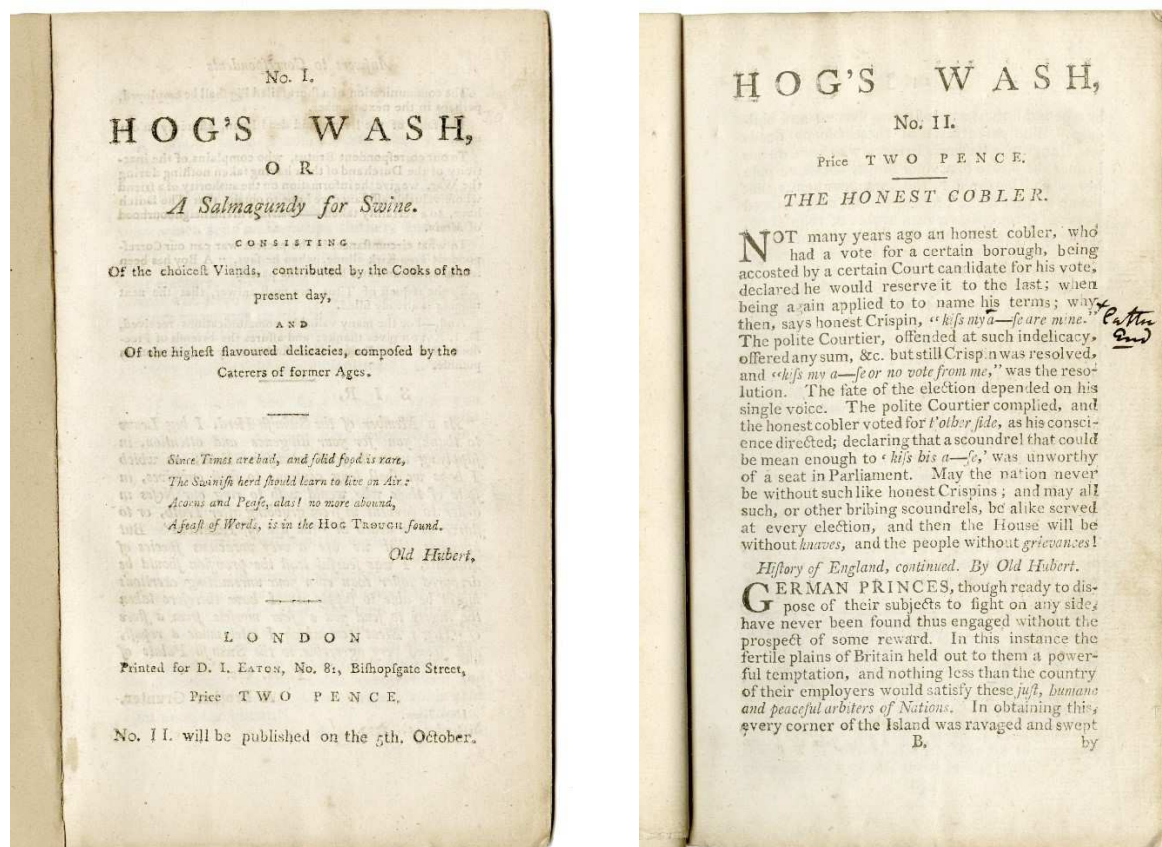 No. I.
HOG'S WASH,
OR
A Salmagundy for Swine.
CONSISTING
Of the choiceſt Viands, contributed by the Cooks of the
present day,
AND
Of the higheſt flavoured delicacies, compoſed by the
Caterers of former Ages.
Since Times are bad, and ſolid food is rare,
The Swiniſh herd ſhould learn to live on Air:
Acorns and Peaſe, alas! no more abound,
A feaſt of Words, is in the HOG TROUGH found.
Old Hubert.
LONDON
Printed for D. I. EATON, No. 81, Biſhopſgate Street,
Price TWO PENCE.
No. II. will be publiſhed on the 5th. October.
HOG'S WASH,
No. II.
Price TWO PENCE.
THE HONEST COBLER.
NOT many years ago an honest cobler, who
had a vote for a certain borough, being
accosted by a certain Court candidate for his vote,
declared he would reserve it to the last; when
being again applied to to name his terms; way
then, says honest Crispin, "kiſs my a—ſe are mine."
The polite Courtier, offended at such indelicacy,
offered any sum, &c. but still Crispin was resolved,
and "kiſs my a—ſe or no vote from me," was the reso-
lution. The fate of the election depended on his
single voice. The polite Courtier complied, and
the honest cobler voted for t'other ſide, as his consci-
ence directed; declaring that a scoundrel that could
be mean enough to 'kiſs his a—ſe,' was unworthy
of a seat in Parliament. May the nation never
be without such like honest Crispins; and may all
such, or other bribing scoundrels, be alike served
at every election, and then the House will be
without knaves, and the people without grievances!
Hiſtory of England, continued. By Old Hubert.
GERMAN PRINCES, though ready to dis-
pose of their subjects to fight on any side,
have never been found thus engaged without the
prospect of some reward. In this instance the
fertile plains of Britain held out to them a power-
ful temptation, and nothing less than the country
of their employers would satisfy these juſt, humane
and peaceful arbiters of Nations. In obtaining this,
every corner of the Island was ravaged and swept
B. by